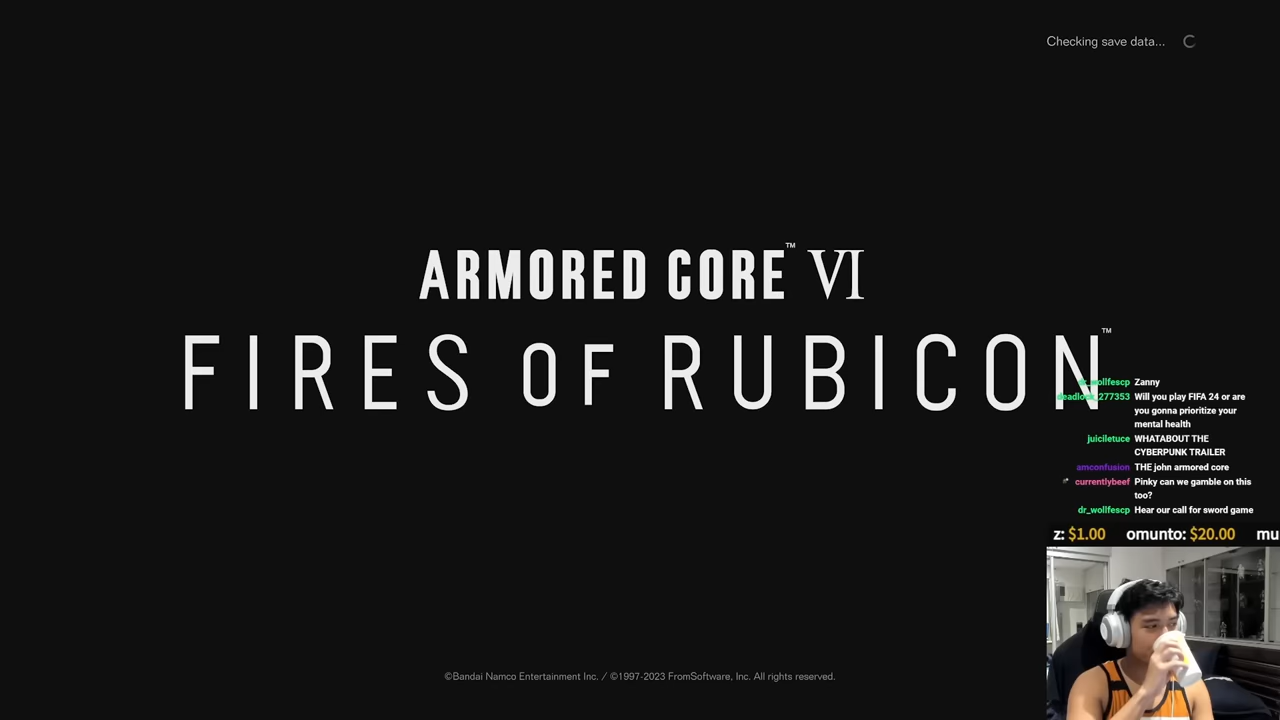 Checking save data...
ARMORED CORE™ VI
FIRES OF RUBICON™
dr_wollfescp Zanny
deadlock_277353 Will you play FIFA 24 or are
you gonna prioritize your
mental health
juiciletuce WHATABOUT THE
CYBERPUNK TRAILER
amconfusion THE john armored core
currentlybeef Pinky can we gamble on this
too?
dr_wollfescp Hear our call for sword game
z: $1.00 omunto: $20.00 mu
©Bandai Namco Entertainment Inc. / ©1997-2023 FromSoftware, Inc. All rights reserved.